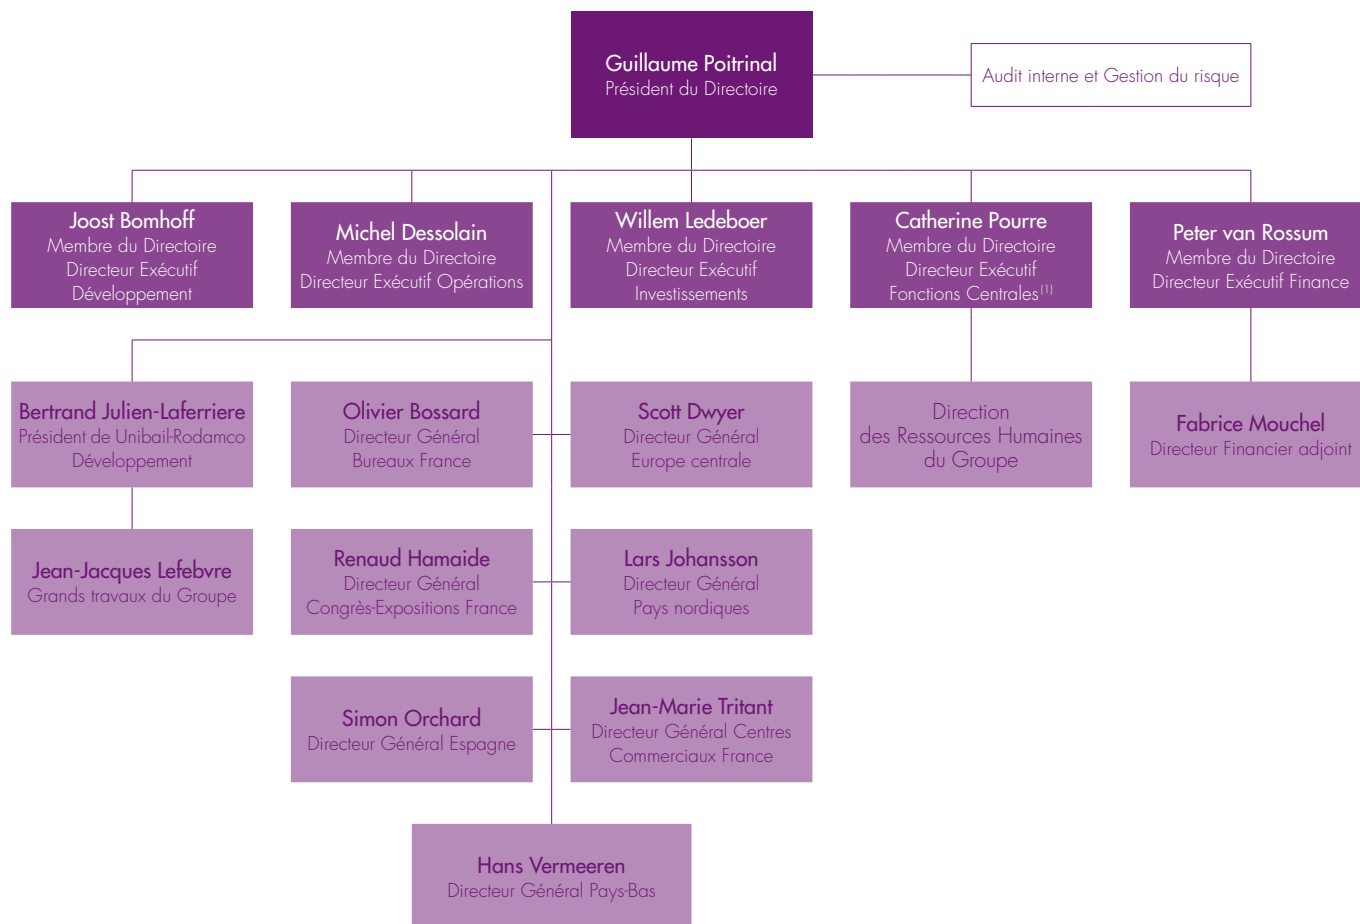 Guillaume Poitrinal
Président du Directoire
Audit interne et Gestion du risque
Joost Bomhoff
Membre du Directoire
Directeur Exécutif
Développement
Michel Dessolain
Membre du Directoire
Directeur Exécutif Opérations
Willem Ledeboer
Membre du Directoire
Directeur Exécutif
Investissements
Catherine Pourre
Membre du Directoire
Directeur Exécutif
Fonctions Centrales(1)
Peter van Rossum
Membre du Directoire
Directeur Exécutif Finance
Bertrand Julien-Laferriere
Président de Unibail-Rodamco
Développement
Olivier Bossard
Directeur Général
Bureaux France
Scott Dwyer
Directeur Général
Europe centrale
Direction
des Ressources Humaines
du Groupe
Fabrice Mouchel
Directeur Financier adjoint
Jean-Jacques Lefebvre
Grands travaux du Groupe
Renaud Hamaide
Directeur Général
Congrès-Expositions France
Lars Johansson
Directeur Général
Pays nordiques
Simon Orchard
Directeur Général Espagne
Jean-Marie Tritant
Directeur Général Centres
Commerciaux France
Hans Vermeeren
Directeur Général Pays-Bas